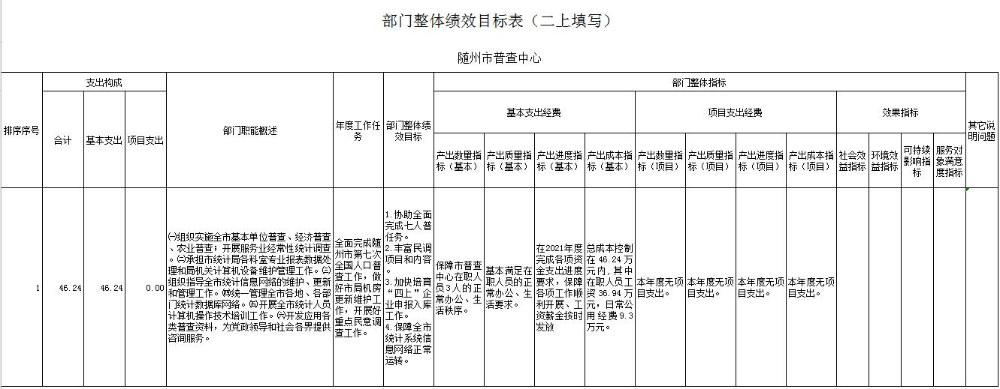 部门整体绩效目标表（二上填写）
随州市普查中心
排序序号
支出构成
合计
基本支出
项目支出
部门职能概述
年度工作任
务
部门整体绩
效目标
部门整体指标
基本支出经费
项目支出经费
效果指标
产出数量指
标（基本）
产出质量指
标（基本）
产出进度指
标（基本）
产出成本指
标（基本）
产出数量指
标（项目）
产出质量指
标（项目）
产出进度指
标（项目）
产出成本指
标（项目）
社会效
益指标
环境效
益指标
可持续
影响指
标
服务对
象满意
度指标
其它说
明问题
1
46.24
46.24
0.00
㈠组织实施全市基本单位普查、经济普查
、农业普查；开展服务业经常性统计调查
。㈡承担市统计局各科室专业报表数据处
理和局机关计算机设备维护管理工作。㈢
组织指导全市统计信息网络的维护、更新
和管理工作。㈣统一管理全市各地、各部
门统计数据库网络。㈤开展全市统计人员
计算机操作技术培训工作。㈥开发应用各
类普查资料，为党政领导和社会各界提供
咨询服务。
全面完成随
州市第七次
全国人口普
查工作，做
好市局机房
更新维护工
作，开展好
重点民意调
查工作。
1.协助全面
完成七人普
任务。
2.丰富民调
项目和内容
。
3.加快培育
“四上”企
业申报入库
工作。
4.保障全市
统计系统信
息网络正常
运转。
保障市普查
中心在职人
员3人的正
常办公、生
活秩序。
基本满足在
职人员的正
常办公、生
活要求。
在2021年度
完成各项资
金支出进度
要求，保障
各项工作顺
利开展、工
资薪金按时
发放
总成本控制
在46.24万
元内,其中
在职人员工
资36.94万
元，日常公
用经费9.3
万元。
本年度无项
目支出。
本年度无项
目支出。
本年度无项
目支出。
本年度无项
目支出。